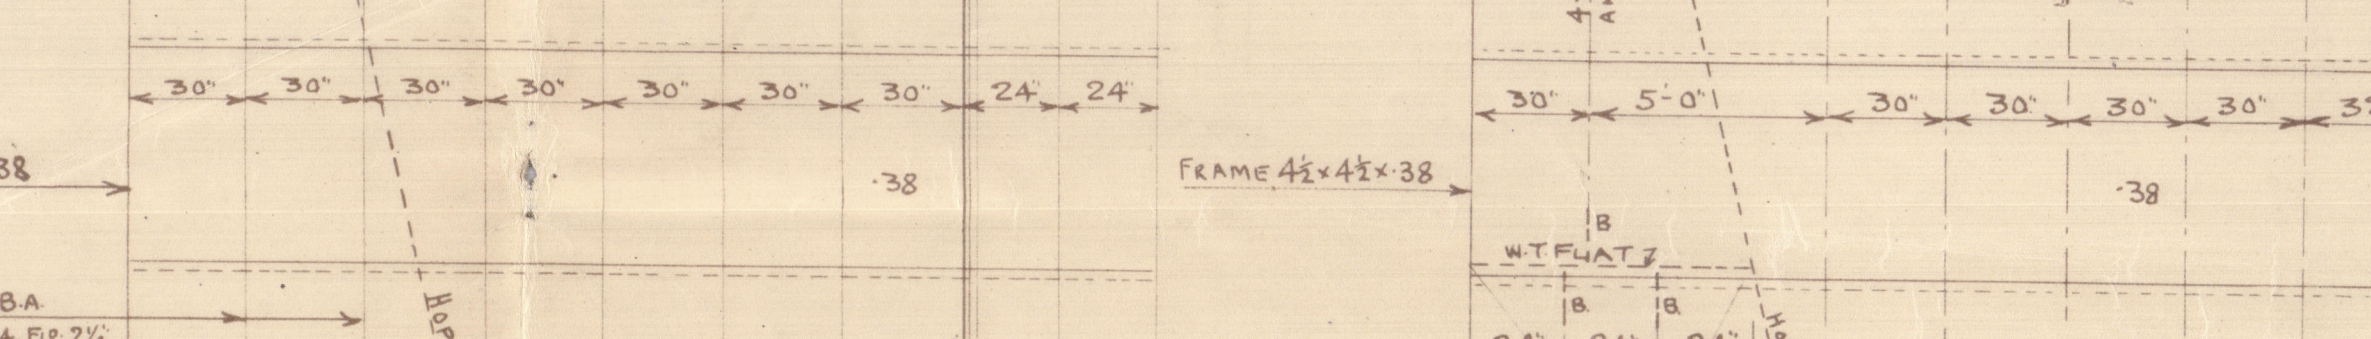 30" 30" 30" 30" 30" 30" 30" 24" 24"
30" 5'-0" 30" 30" 30" 30"
38
.38
FRAME 4½ x 4½ x .38
.38
B
W.T. FLAT
B.A.
HOP
B. B.